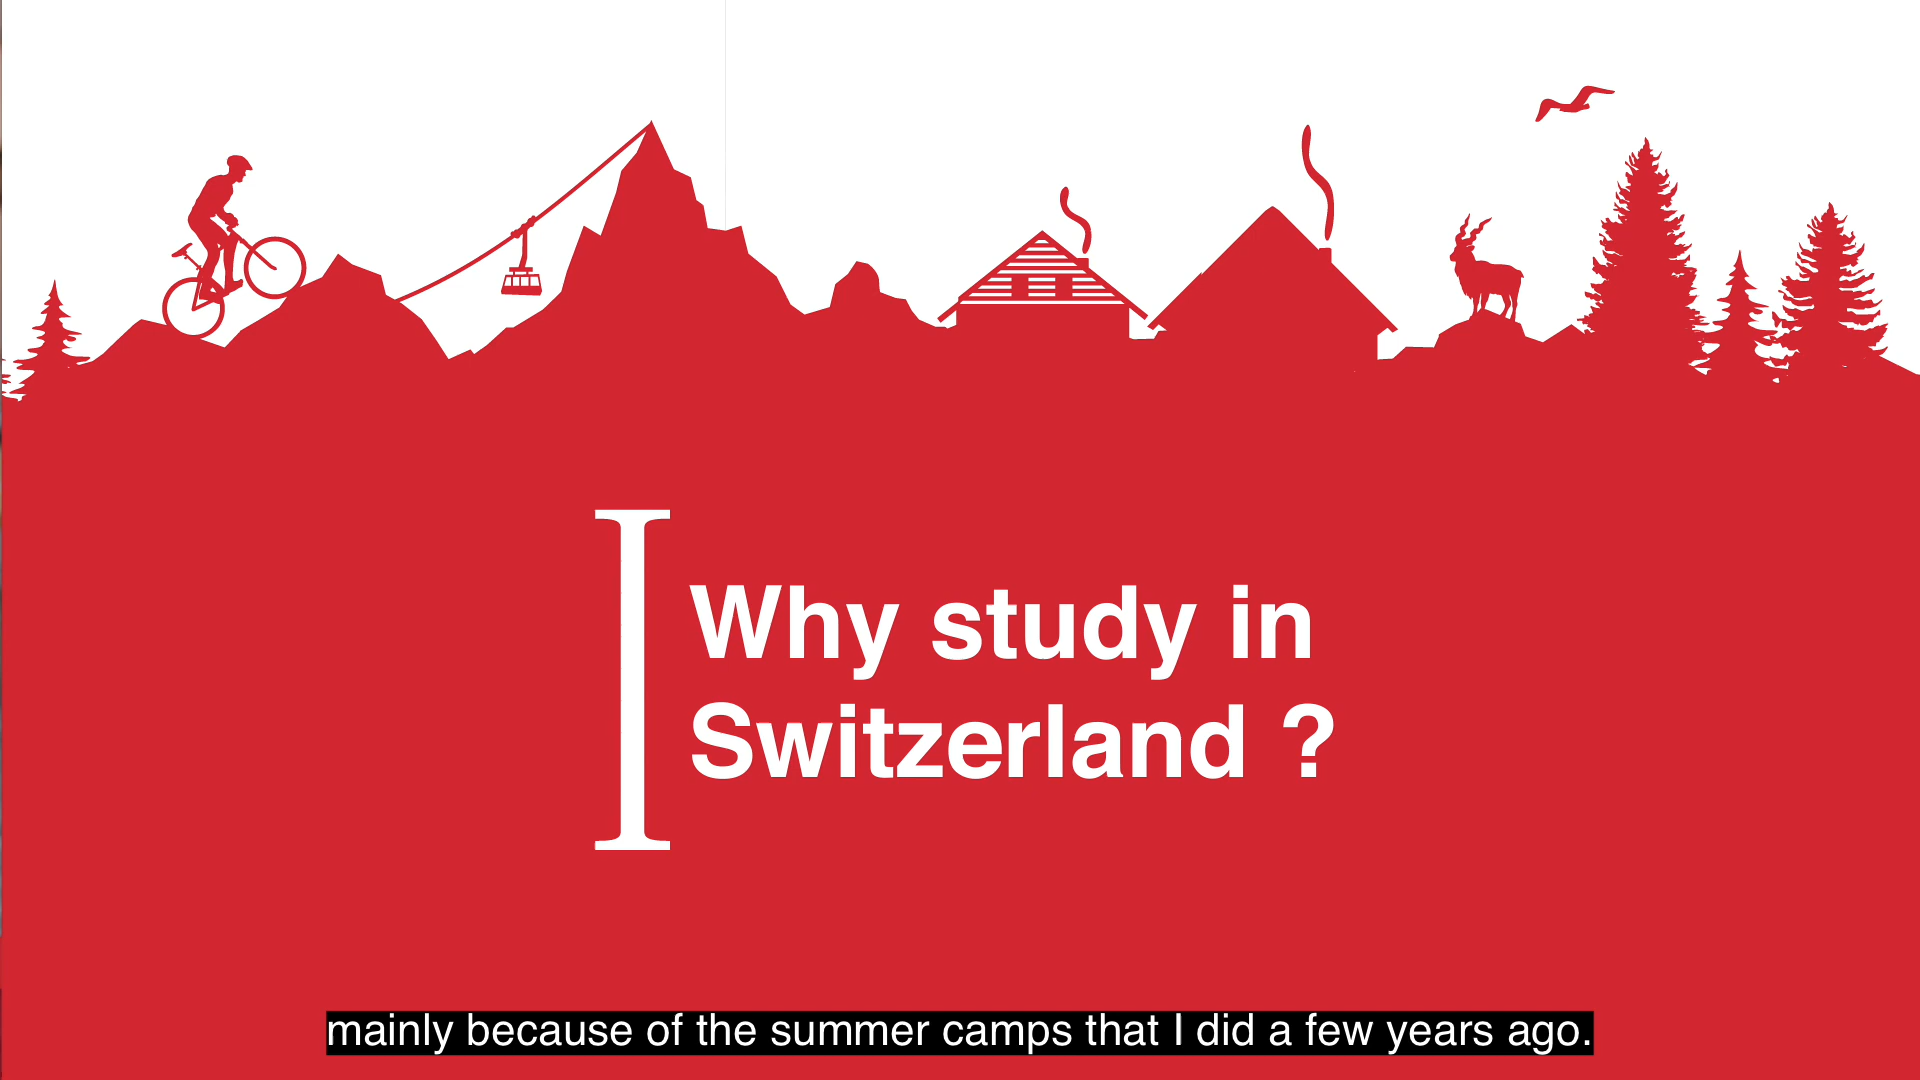 Why study in
Switzerland ?
mainly because of the summer camps that I did a few years ago.